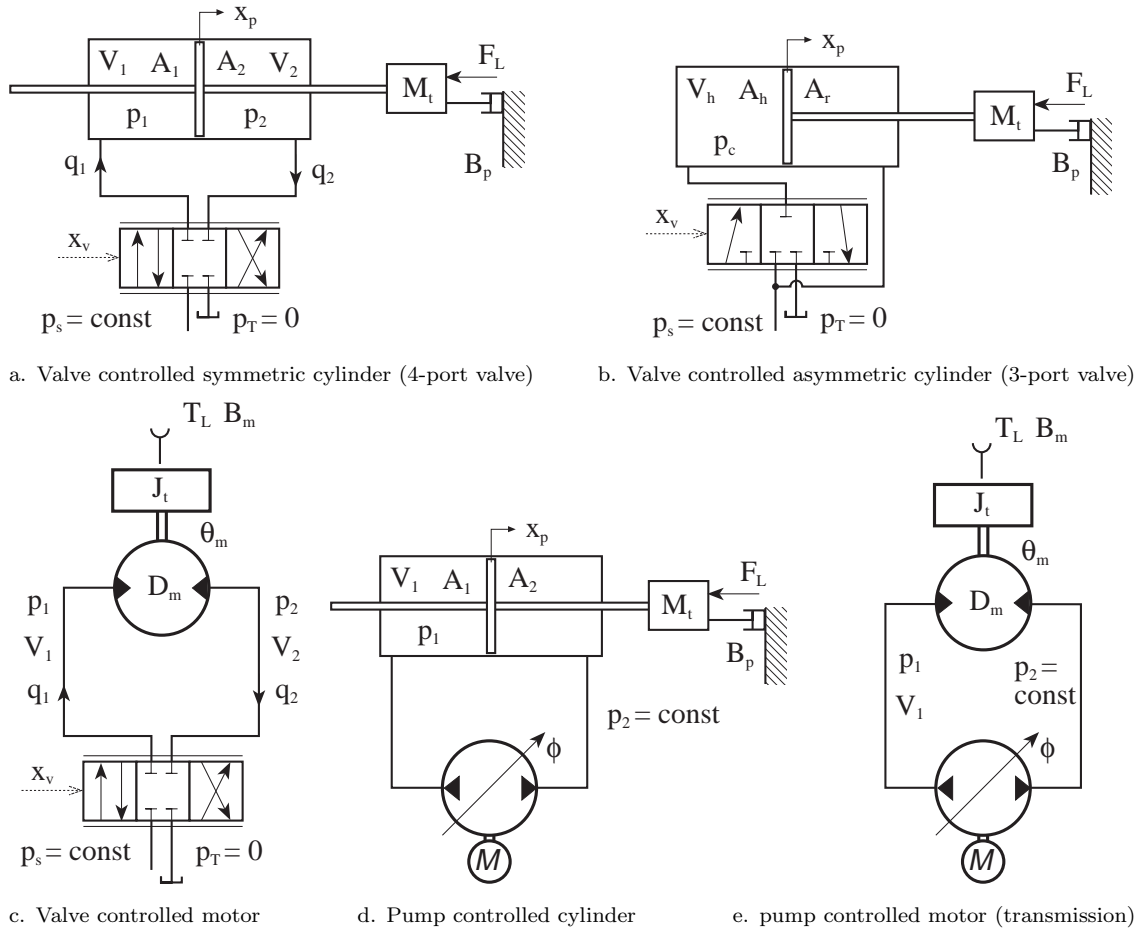 x_p
V_1 A_1 A_2 V_2
p_1 p_2
M_t
F_L
B_p
q_1
q_2
x_v
p_s = const p_T = 0
a. Valve controlled symmetric cylinder (4-port valve)
x_p
V_h A_h A_r
p_c
M_t
F_L
B_p
x_v
p_s = const p_T = 0
b. Valve controlled asymmetric cylinder (3-port valve)
T_L B_m
J_t
θ_m
D_m
p_1
V_1
q_1
p_2
V_2
q_2
x_v
p_s = const p_T = 0
c. Valve controlled motor
x_p
V_1 A_1 A_2
p_1
M_t
F_L
B_p
p_2 = const
ϕ
M
d. Pump controlled cylinder
T_L B_m
J_t
θ_m
D_m
p_1
V_1
p_2 =
const
ϕ
M
e. pump controlled motor (transmission)